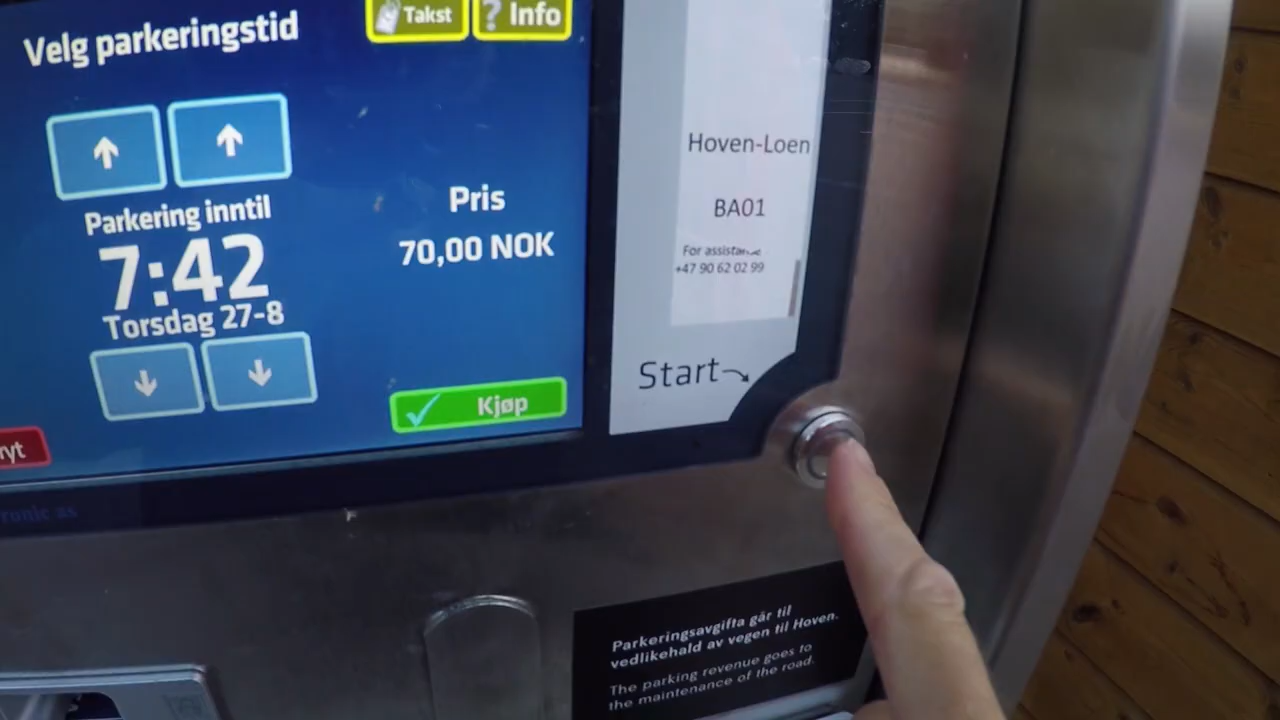 Velg parkeringstid
Takst
? Info
Parkering inntil
7:42
Torsdag 27-8
Pris
70,00 NOK
Kjøp
Hoven-Loen
BA01
For assistanse
+47 90 62 02 99
Start
Parkeringsavgifta går til
vedlikehald av vegen til Hoven.
The parking revenue goes to
the maintenance of the road.